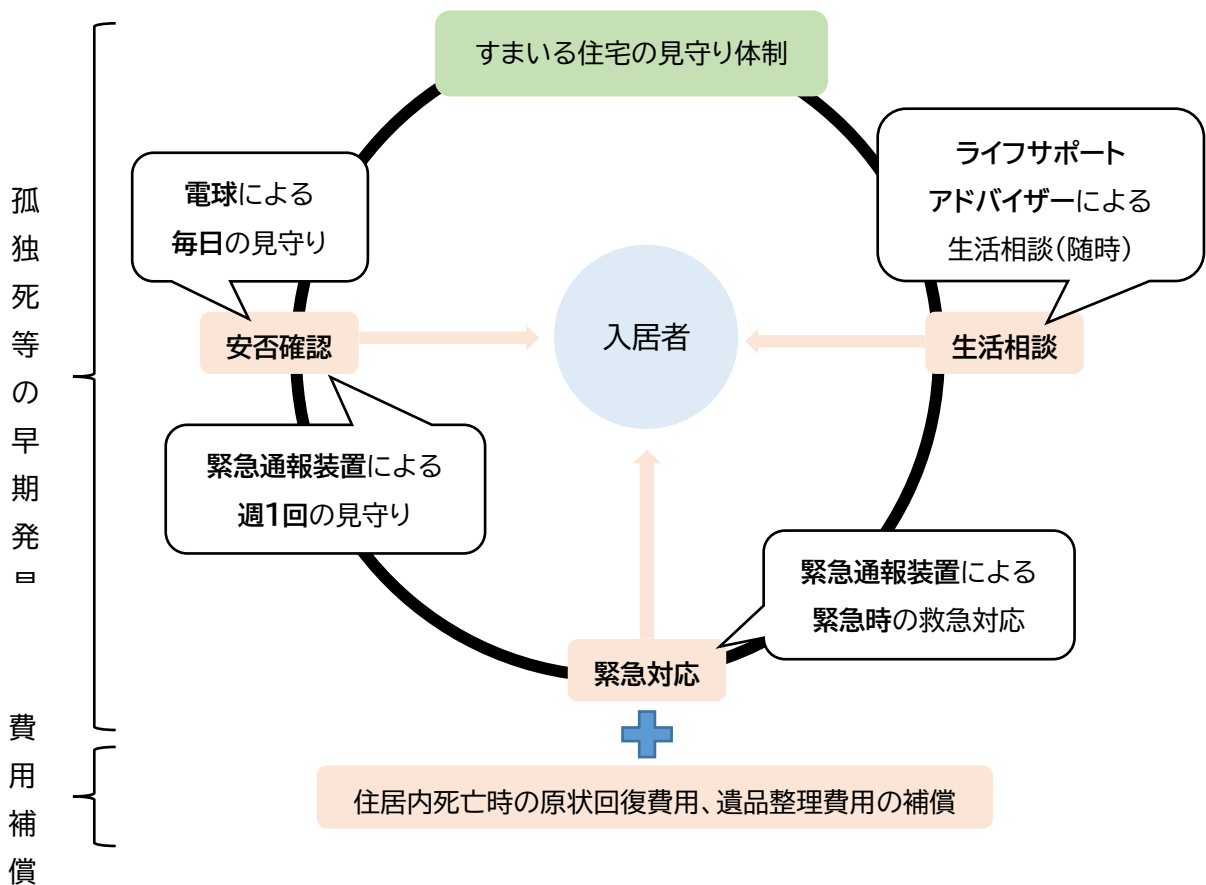 すまいる住宅の見守り体制
電球による
毎日の見守り
ライフサポート
アドバイザーによる
生活相談(随時)
孤独死等の早期発
安否確認
入居者
生活相談
緊急通報装置による
週1回の見守り
緊急通報装置による
緊急時の救急対応
緊急対応
費用補償
住居内死亡時の原状回復費用、遺品整理費用の補償